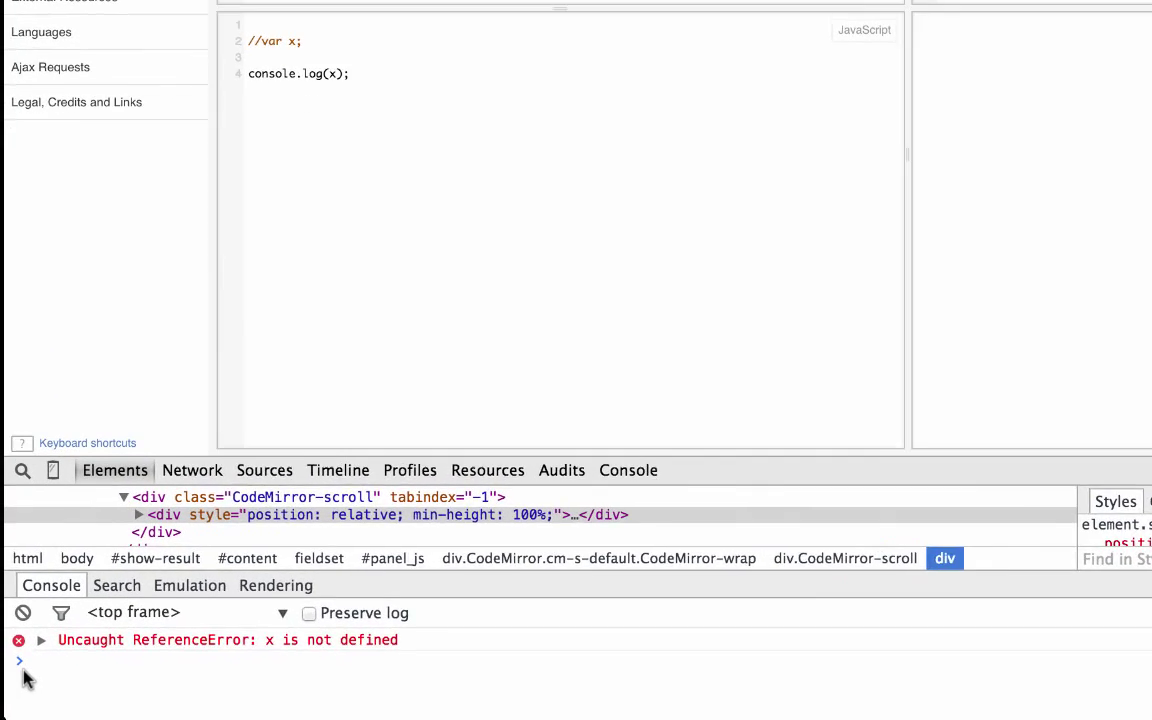 Languages
Ajax Requests
Legal, Credits and Links
? Keyboard shortcuts
1
2 //var x;
3
4 console.log(x);
JavaScript
Elements Network Sources Timeline Profiles Resources Audits Console
▼<div class="CodeMirror-scroll" tabindex="-1">
▶<div style="position: relative; min-height: 100%;">…</div>
</div>
Styles
element.s
positi
html body #show-result #content fieldset #panel_js div.CodeMirror.cm-s-default.CodeMirror-wrap div.CodeMirror-scroll div
Find in St
Console Search Emulation Rendering
<top frame> ▼ Preserve log
▶ Uncaught ReferenceError: x is not defined
>